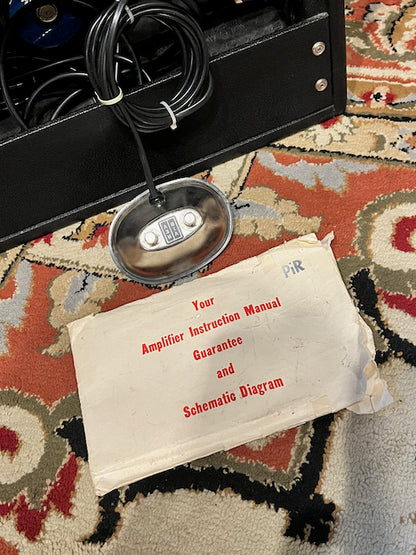 PiR
Your
Amplifier Instruction Manual
Guarantee
and
Schematic Diagram